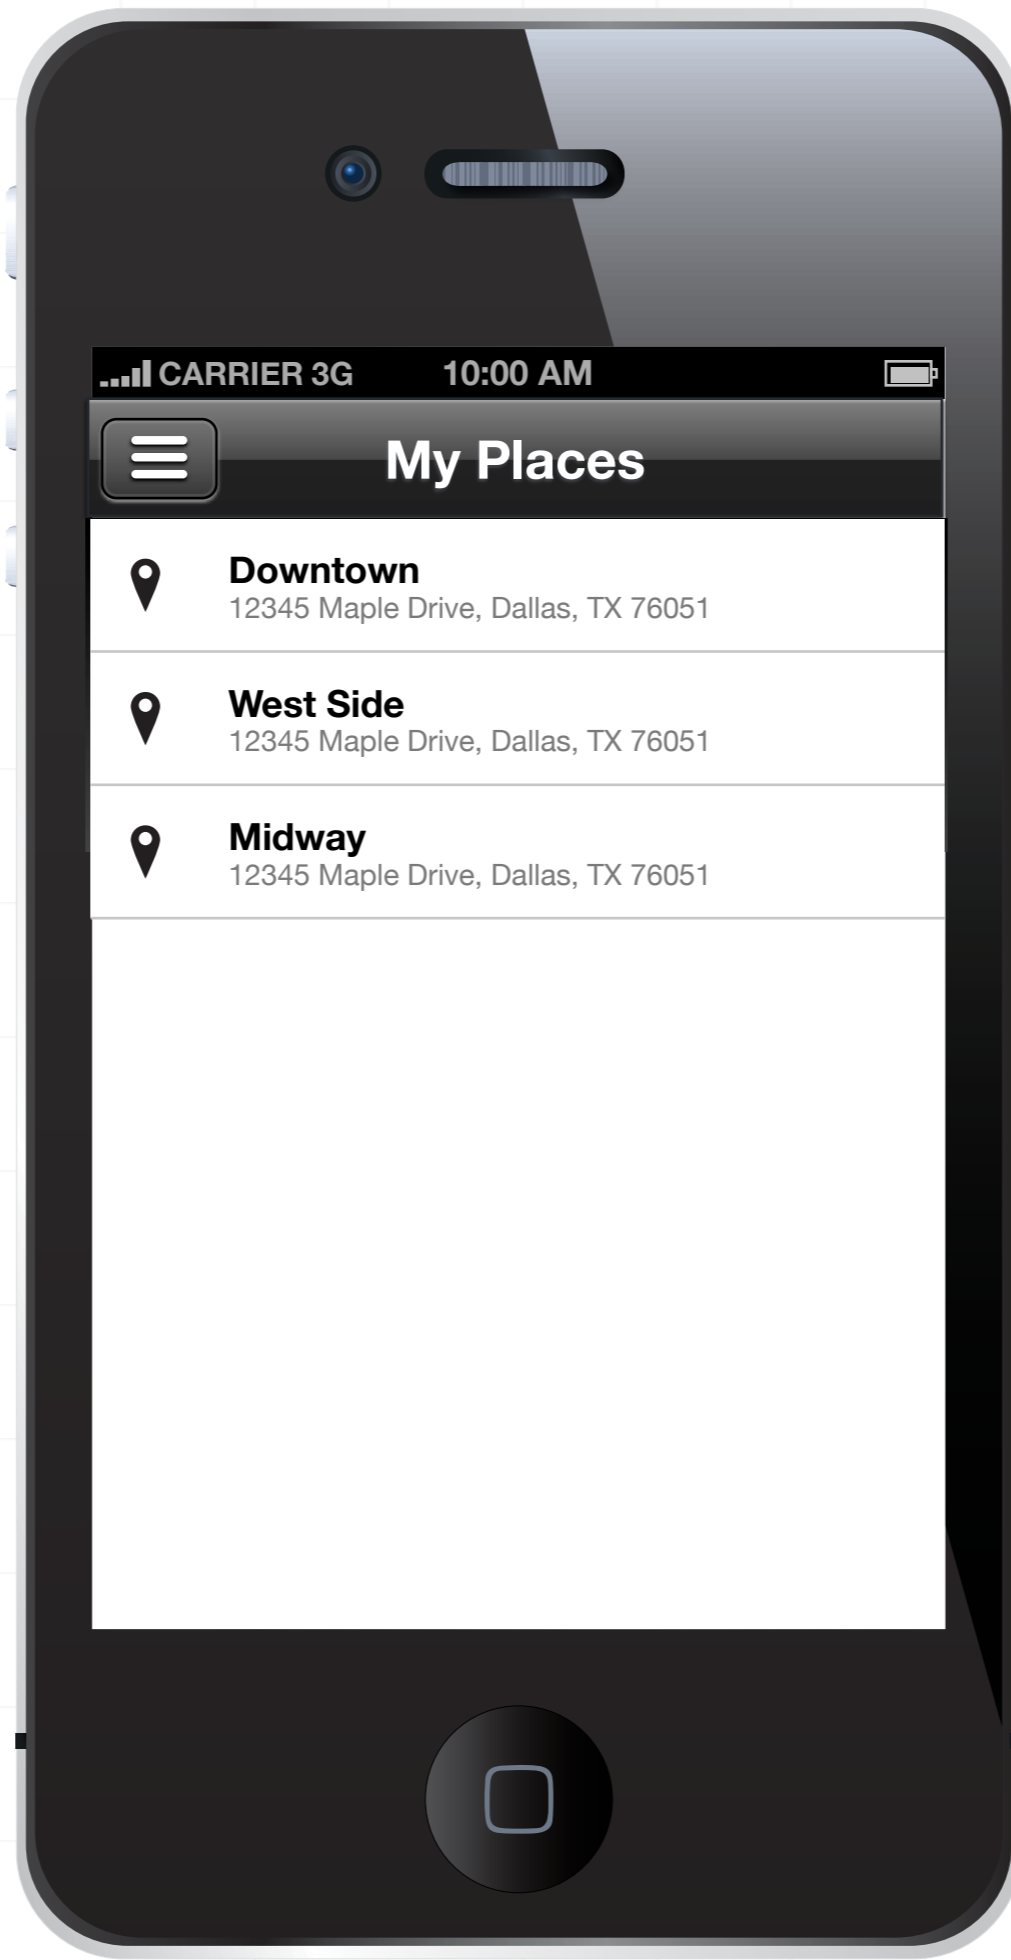 CARRIER 3G 10:00 AM
My Places
Downtown
12345 Maple Drive, Dallas, TX 76051
West Side
12345 Maple Drive, Dallas, TX 76051
Midway
12345 Maple Drive, Dallas, TX 76051